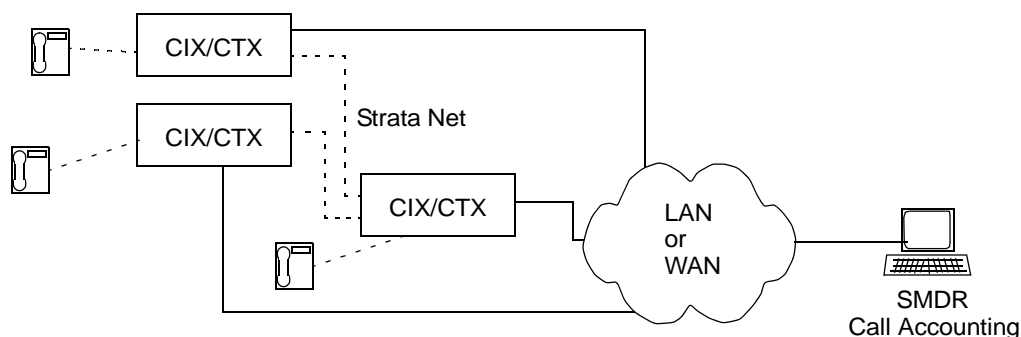 CIX/CTX
Strata Net
CIX/CTX
CIX/CTX
LAN
or
WAN
SMDR
Call Accounting